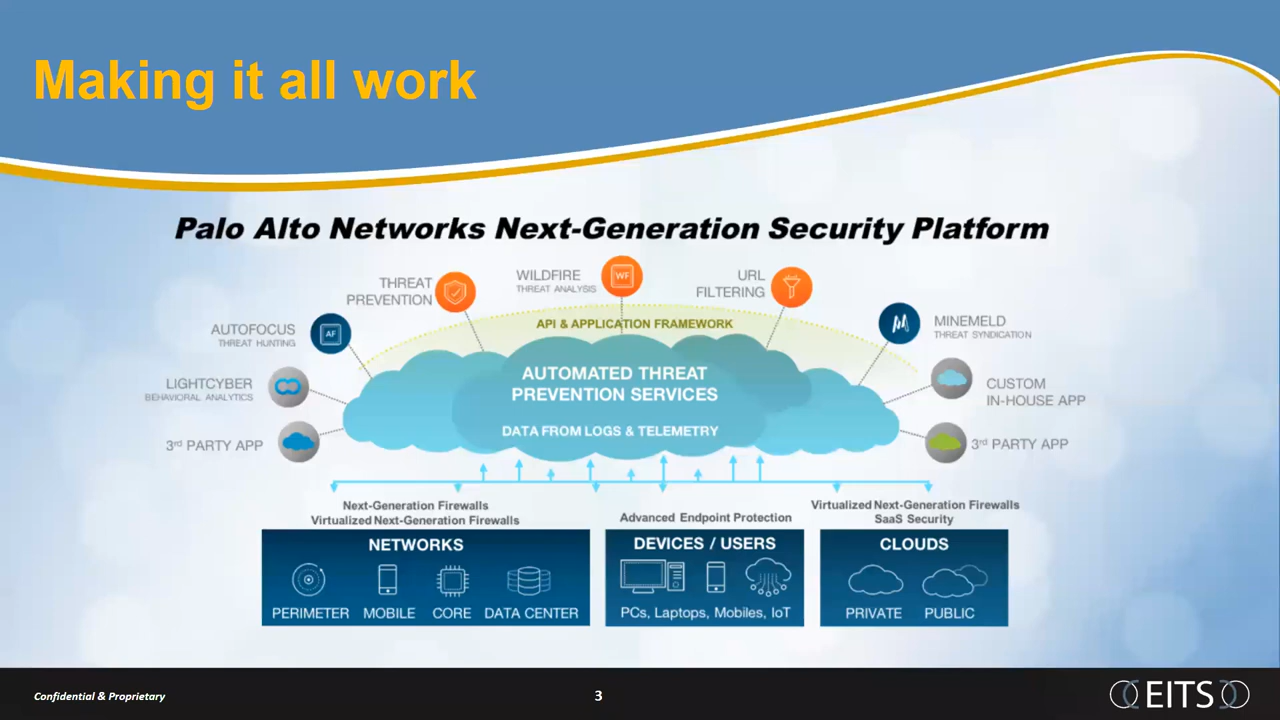 Making it all work
Palo Alto Networks Next-Generation Security Platform
THREAT
PREVENTION
WILDFIRE
THREAT ANALYSIS
WF
URL
FILTERING
API & APPLICATION FRAMEWORK
AUTOFOCUS
THREAT HUNTING
AF
MINEMELD
THREAT SYNDICATION
LIGHTCYBER
BEHAVIORAL ANALYTICS
AUTOMATED THREAT
PREVENTION SERVICES
CUSTOM
IN-HOUSE APP
3rd PARTY APP
DATA FROM LOGS & TELEMETRY
3rd PARTY APP
Next-Generation Firewalls
Virtualized Next-Generation Firewalls
Advanced Endpoint Protection
Virtualized Next-Generation Firewalls
SaaS Security
NETWORKS
PERIMETER MOBILE CORE DATA CENTER
DEVICES / USERS
PCs, Laptops, Mobiles, IoT
CLOUDS
PRIVATE PUBLIC
Confidential & Proprietary
3
EITS